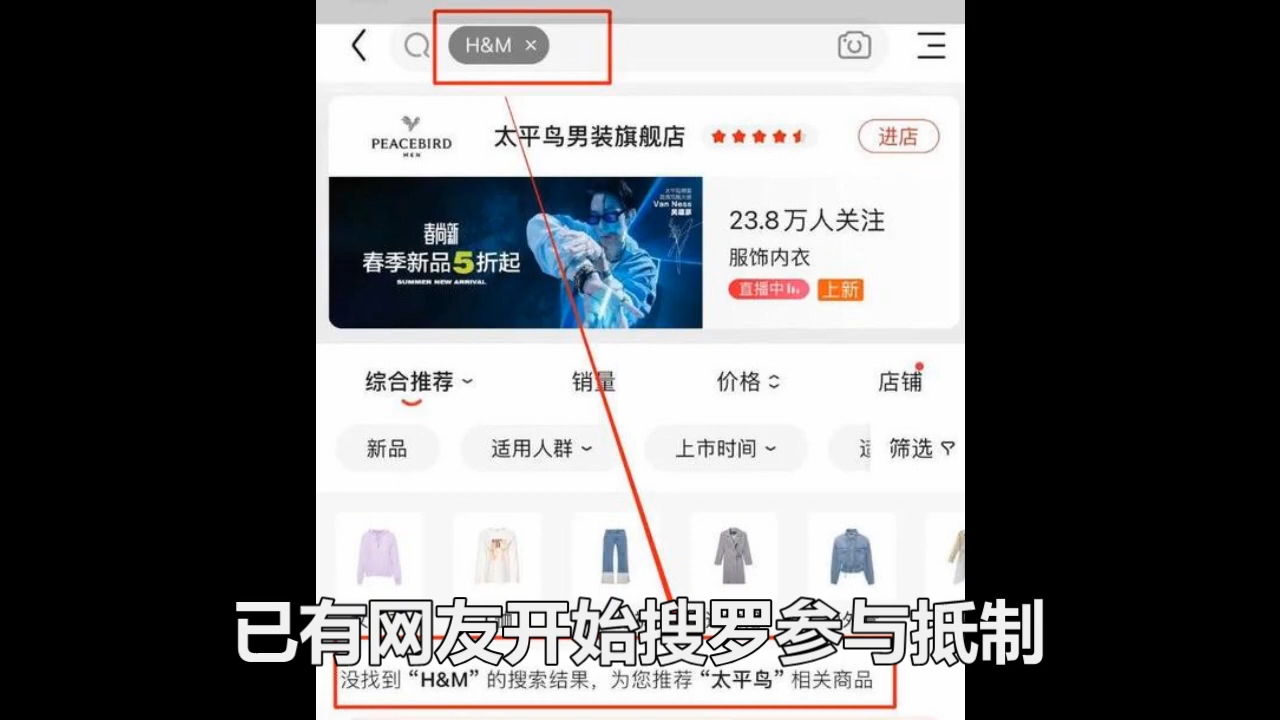 H&M ×
PEACEBIRD
MEN
太平鸟男装旗舰店
进店
Van Ness
春尚新
春季新品5折起
SUMMER NEW ARRIVAL
23.8万人关注
服饰内衣
直播中
上新
综合推荐
销量
价格
店铺
新品
适用人群
上市时间
筛选
已有网友开始搜罗参与抵制
没找到“H&M”的搜索结果，为您推荐“太平鸟”相关商品